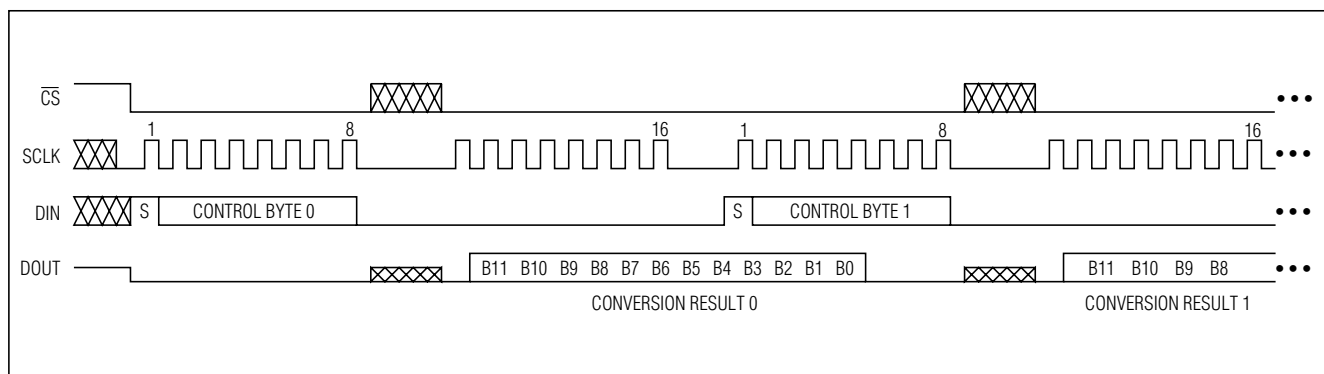 CS
1 8 16 1 8 16
SCLK
DIN S CONTROL BYTE 0 S CONTROL BYTE 1
DOUT B11 B10 B9 B8 B7 B6 B5 B4 B3 B2 B1 B0 B11 B10 B9 B8
CONVERSION RESULT 0 CONVERSION RESULT 1